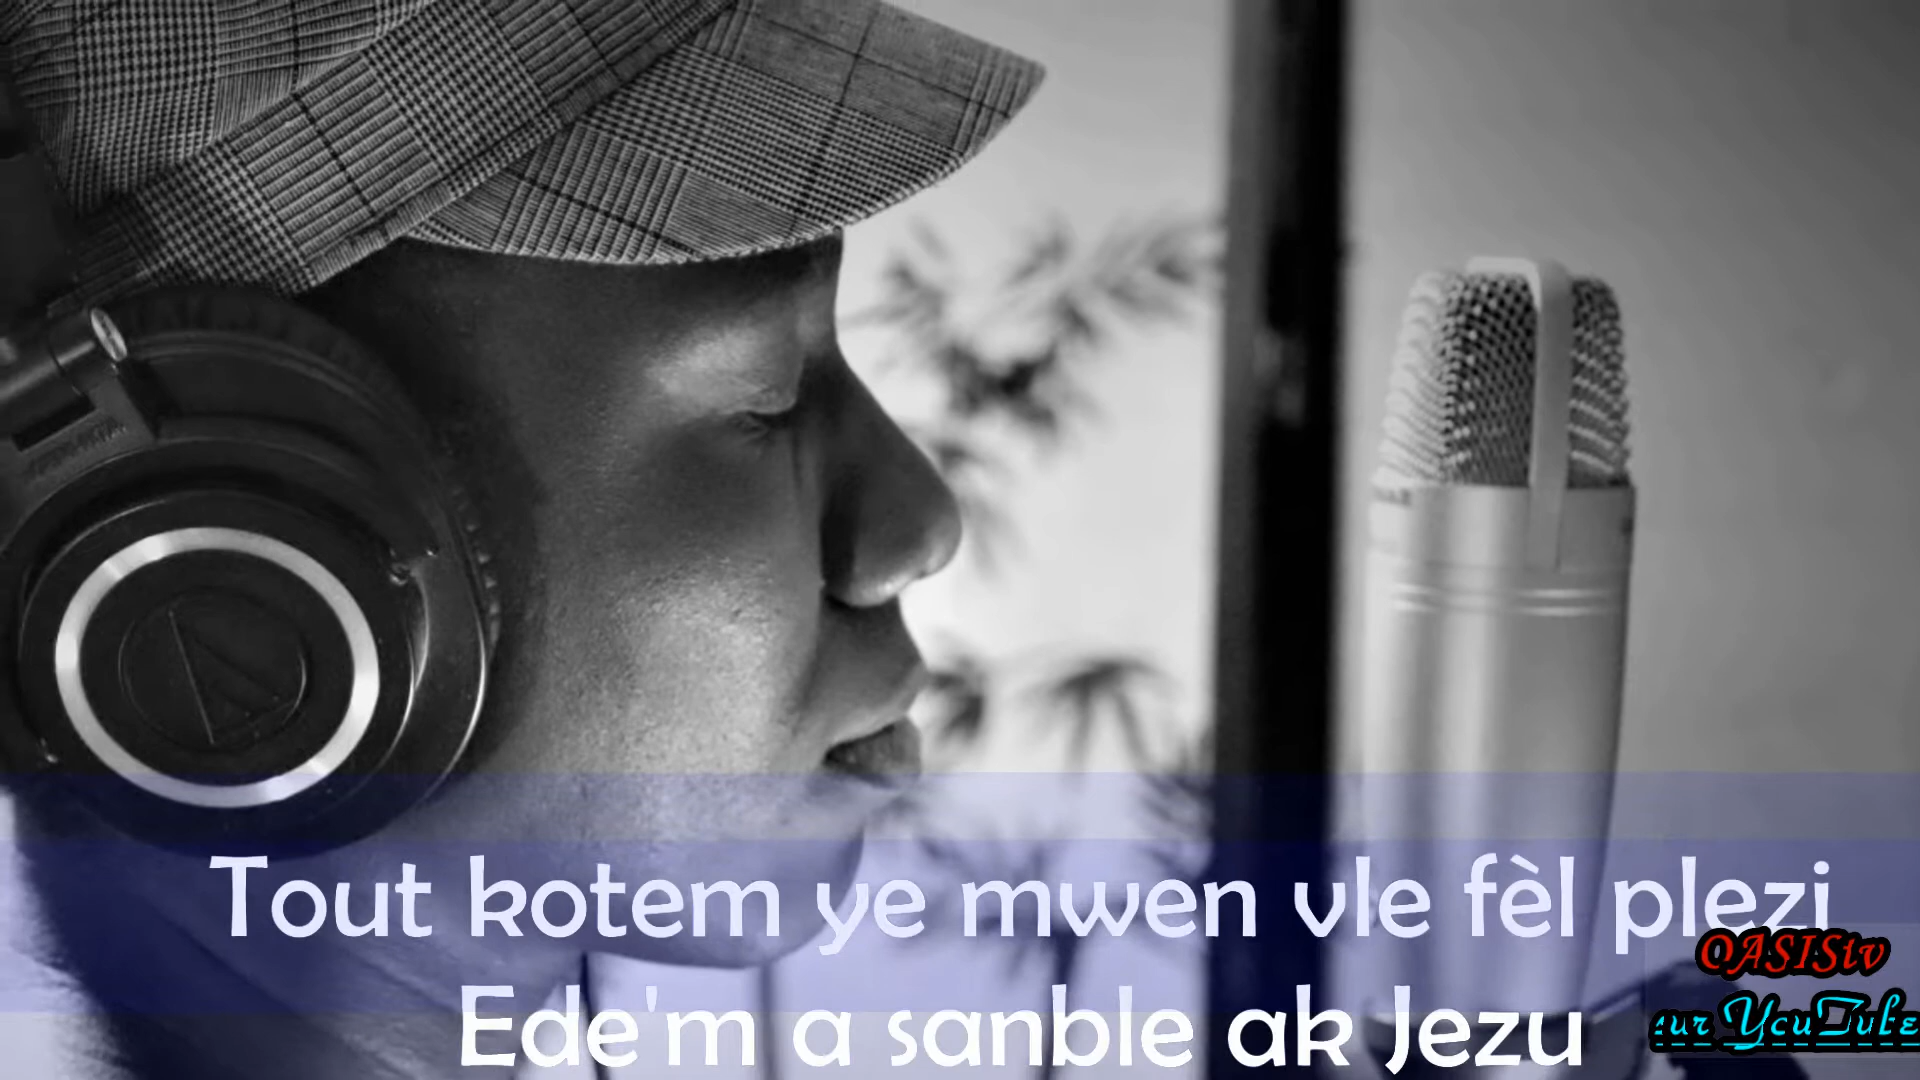 Tout kotem ye mwen vle fèl plezi
Ede'm a sanble ak Jezu
OASIStv
sur YouTube